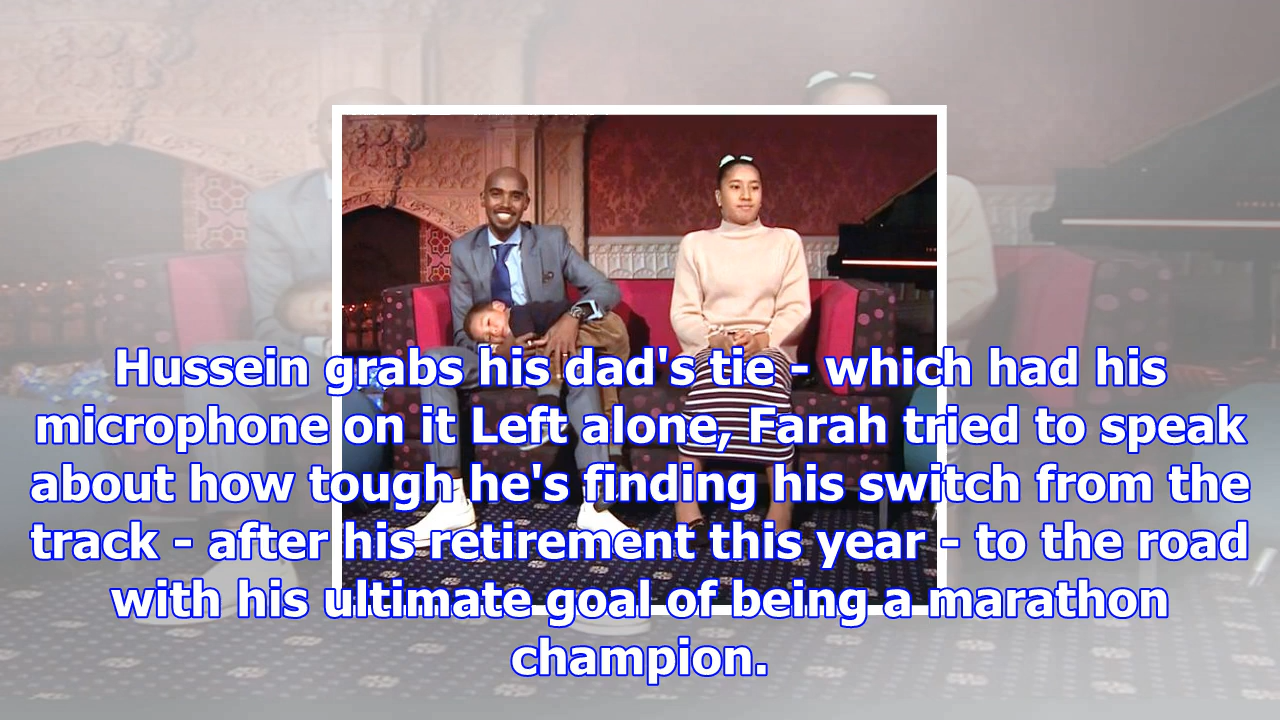 Hussein grabs his dad's tie - which had his
microphone on it Left alone, Farah tried to speak
about how tough he's finding his switch from the
track - after his retirement this year - to the road
with his ultimate goal of being a marathon
champion.